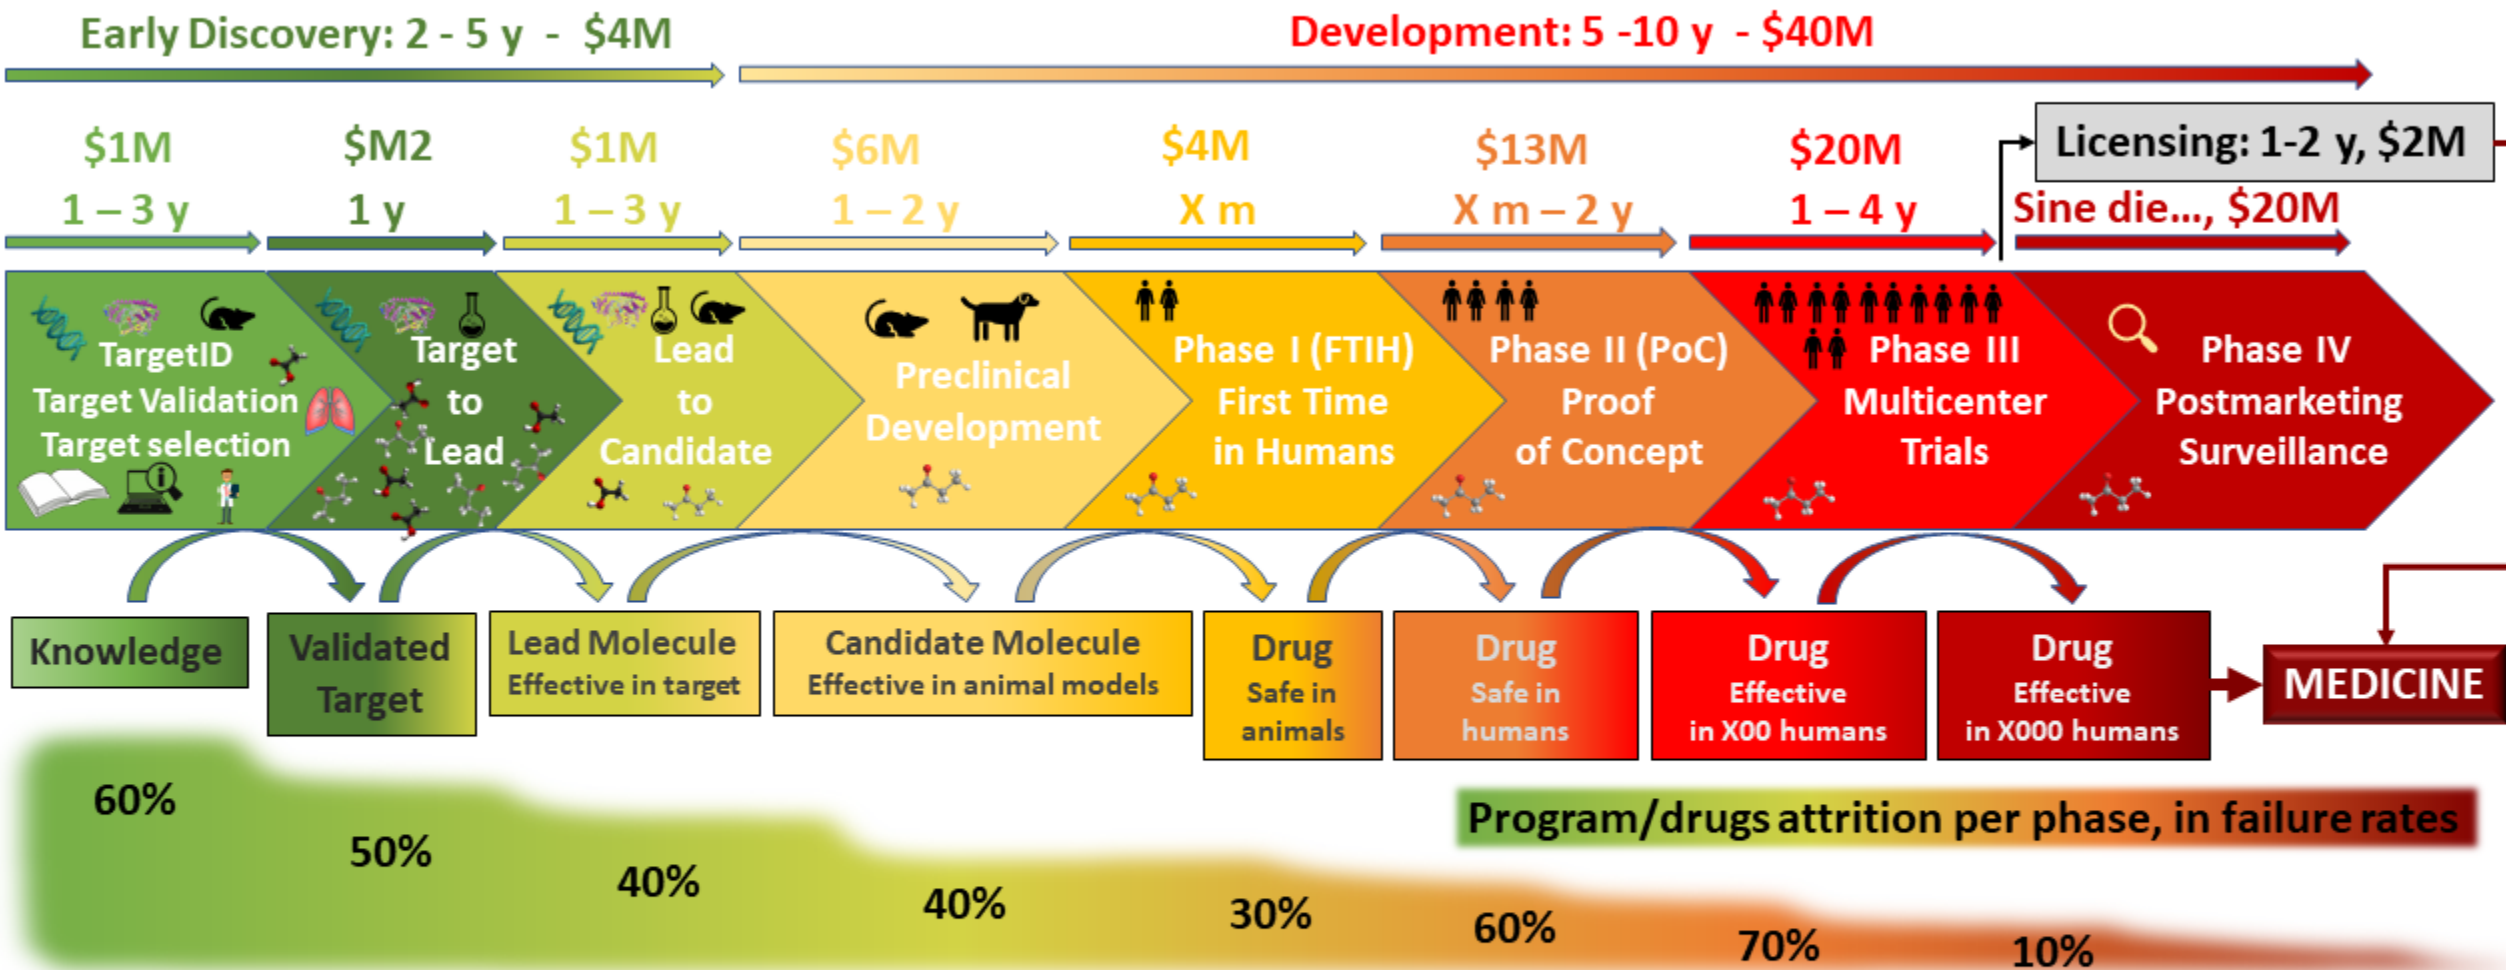 Early Discovery: 2 - 5 y - $4M
Development: 5 -10 y - $40M
$1M
1 – 3 y
$M2
1 y
$1M
1 – 3 y
$6M
1 – 2 y
$4M
X m
$13M
X m – 2 y
$20M
1 – 4 y
Licensing: 1-2 y, $2M
Sine die..., $20M
TargetID
Target Validation
Target selection
Target
to
Lead
Lead
to
Candidate
Preclinical
Development
Phase I (FTIH)
First Time
in Humans
Phase II (PoC)
Proof
of Concept
Phase III
Multicenter
Trials
Phase IV
Postmarketing
Surveillance
Knowledge
Validated
Target
Lead Molecule
Effective in target
Candidate Molecule
Effective in animal models
Drug
Safe in
animals
Drug
Safe in
humans
Drug
Effective
in X00 humans
Drug
Effective
in X000 humans
MEDICINE
Program/drugs attrition per phase, in failure rates
60%
50%
40%
40%
30%
60%
70%
10%